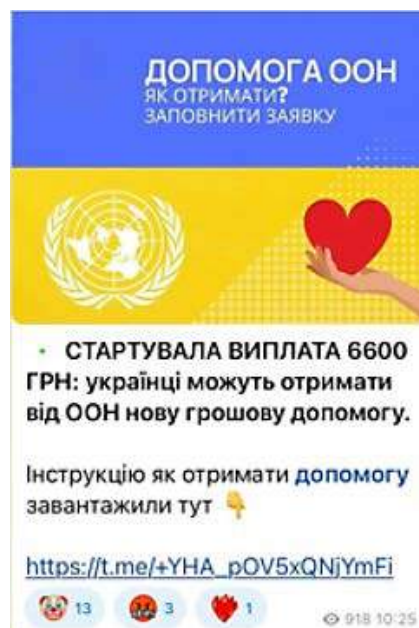 ДОПОМОГА ООН
ЯК ОТРИМАТИ?
ЗАПОВНИТИ ЗАЯВКУ
СТАРТУВАЛА ВИПЛАТА 6600
ГРН: українці можуть отримати
від ООН нову грошову допомогу.
Інструкцію як отримати допомогу
завантажили тут 👇
https://t.me/+YHA_pOV5xQNjYmFi
13 3 1 918 10:25